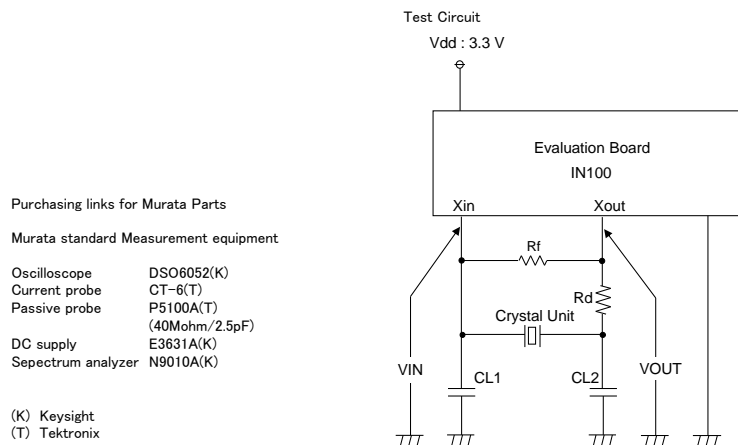 Test Circuit
Vdd : 3.3 V
Evaluation Board
IN100
Xin Xout
Rf
Rd
Crystal Unit
VIN
CL1
CL2
VOUT
Purchasing links for Murata Parts
Murata standard Measurement equipment
Oscilloscope DSO6052(K)
Current probe CT-6(T)
Passive probe P5100A(T)
(40Mohm/2.5pF)
DC supply E3631A(K)
Sepectrum analyzer N9010A(K)
(K) Keysight
(T) Tektronix